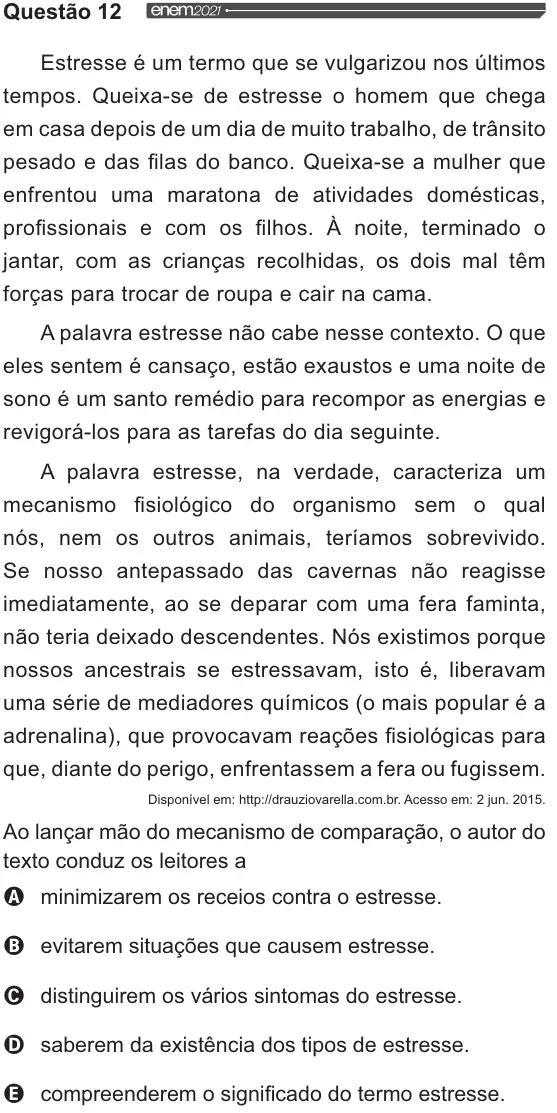 Questão 12 enem2021
Estresse é um termo que se vulgarizou nos últimos
tempos. Queixa-se de estresse o homem que chega
em casa depois de um dia de muito trabalho, de trânsito
pesado e das filas do banco. Queixa-se a mulher que
enfrentou uma maratona de atividades domésticas,
profissionais e com os filhos. À noite, terminado o
jantar, com as crianças recolhidas, os dois mal têm
forças para trocar de roupa e cair na cama.
A palavra estresse não cabe nesse contexto. O que
eles sentem é cansaço, estão exaustos e uma noite de
sono é um santo remédio para recompor as energias e
revigorá-los para as tarefas do dia seguinte.
A palavra estresse, na verdade, caracteriza um
mecanismo fisiológico do organismo sem o qual
nós, nem os outros animais, teríamos sobrevivido.
Se nosso antepassado das cavernas não reagisse
imediatamente, ao se deparar com uma fera faminta,
não teria deixado descendentes. Nós existimos porque
nossos ancestrais se estressavam, isto é, liberavam
uma série de mediadores químicos (o mais popular é a
adrenalina), que provocavam reações fisiológicas para
que, diante do perigo, enfrentassem a fera ou fugissem.
Disponível em: http://drauziovarella.com.br. Acesso em: 2 jun. 2015.
Ao lançar mão do mecanismo de comparação, o autor do
texto conduz os leitores a
A minimizarem os receios contra o estresse.
B evitarem situações que causem estresse.
C distinguirem os vários sintomas do estresse.
D saberem da existência dos tipos de estresse.
E compreenderem o significado do termo estresse.